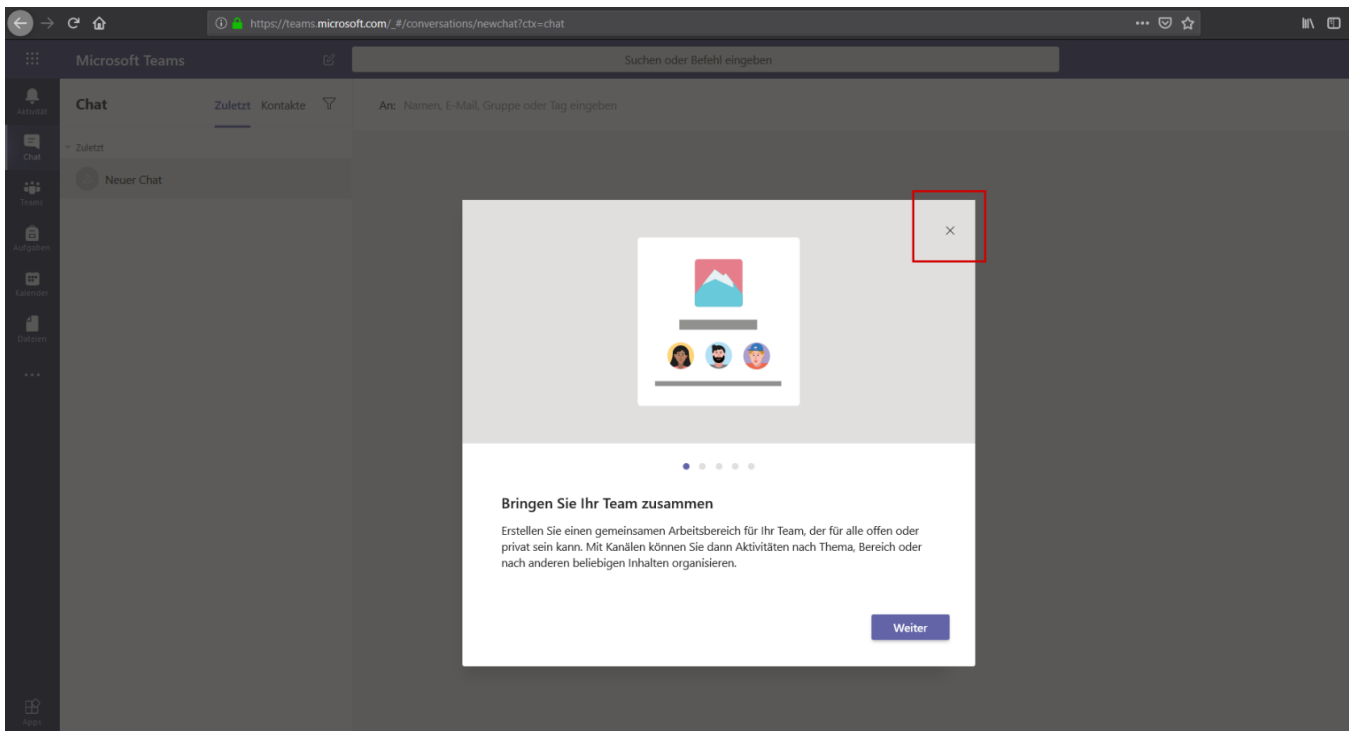 https://teams.microsoft.com/_#/conversations/newchat?ctx=chat
Microsoft Teams
Suchen oder Befehl eingeben
Aktivität
Chat
Teams
Aufgaben
Kalender
Dateien
Apps
Chat
Zuletzt Kontakte
An: Namen, E-Mail, Gruppe oder Tag eingeben
Zuletzt
Neuer Chat
Bringen Sie Ihr Team zusammen
Erstellen Sie einen gemeinsamen Arbeitsbereich für Ihr Team, der für alle offen oder
privat sein kann. Mit Kanälen können Sie dann Aktivitäten nach Thema, Bereich oder
nach anderen beliebigen Inhalten organisieren.
Weiter